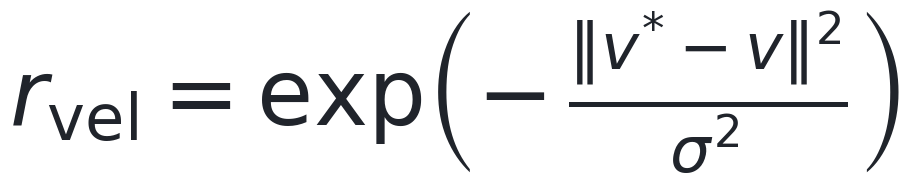 r_vel = exp(− ‖v* − v‖² / σ²)